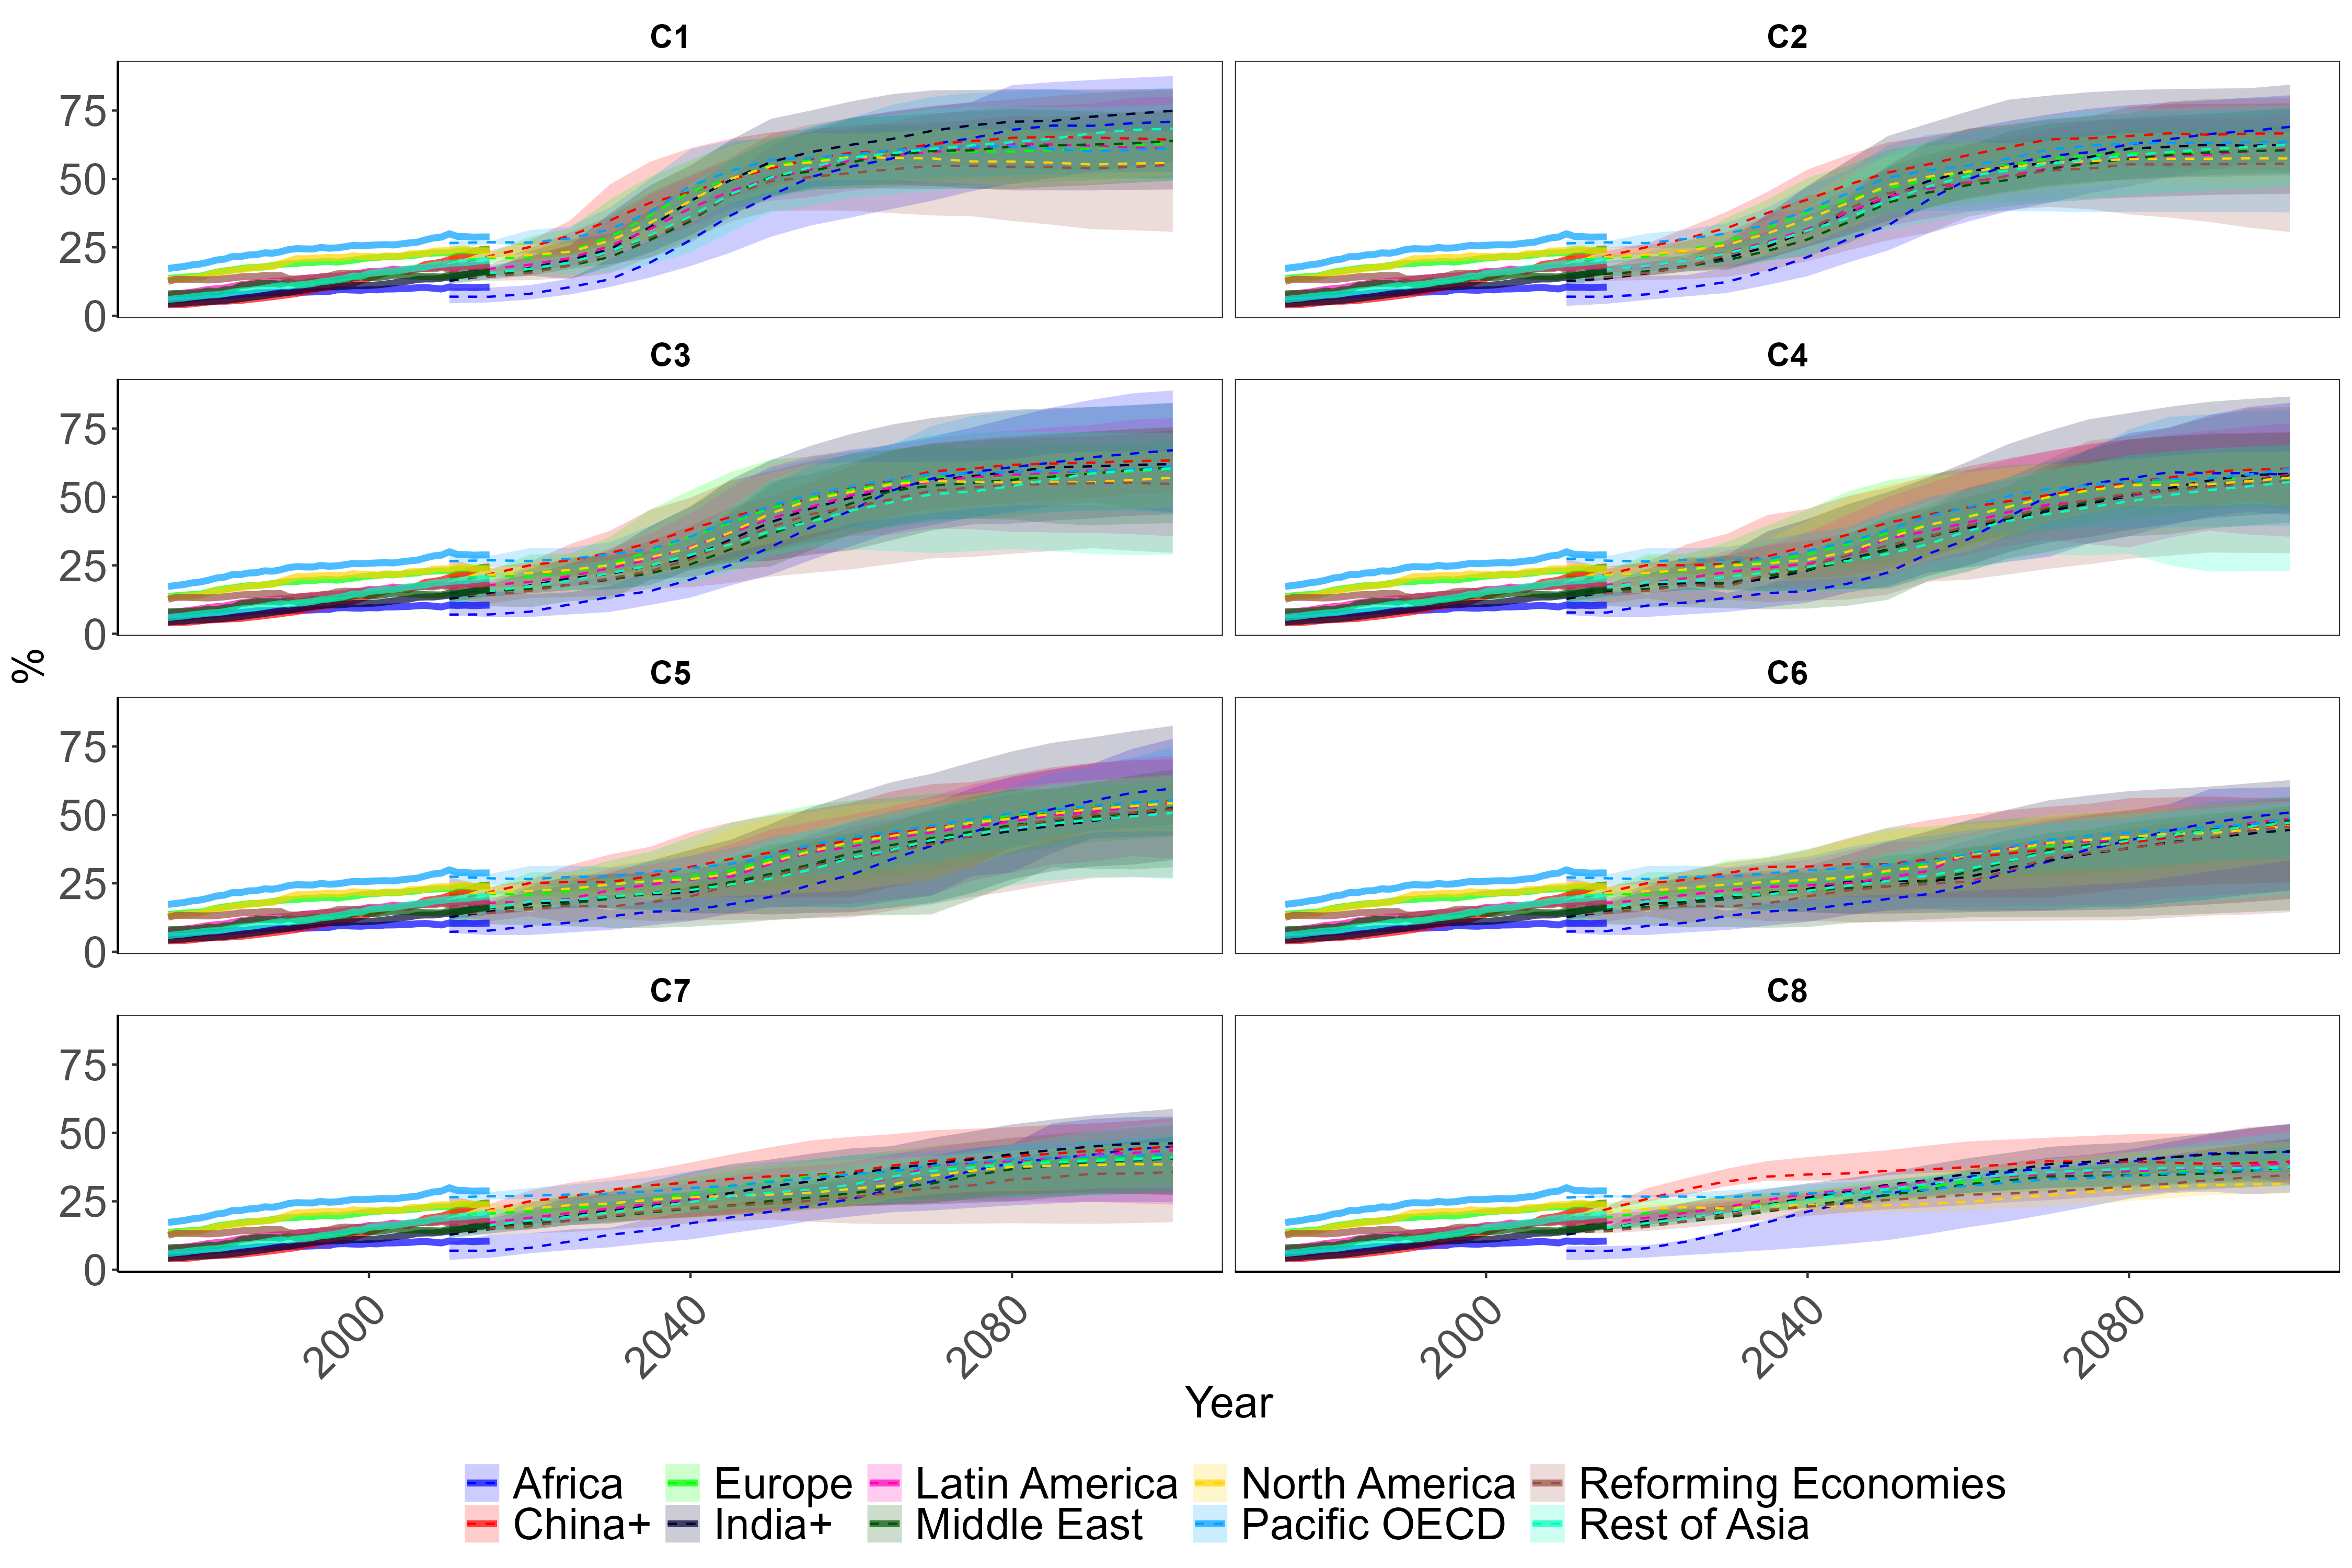 C1 C2
75
50
25
0
C3 C4
75
50
25
0
%
C5 C6
75
50
25
0
C7 C8
75
50
25
0
2000 2040 2080 2000 2040 2080
Year
Africa Europe Latin America North America Reforming Economies
China+ India+ Middle East Pacific OECD Rest of Asia